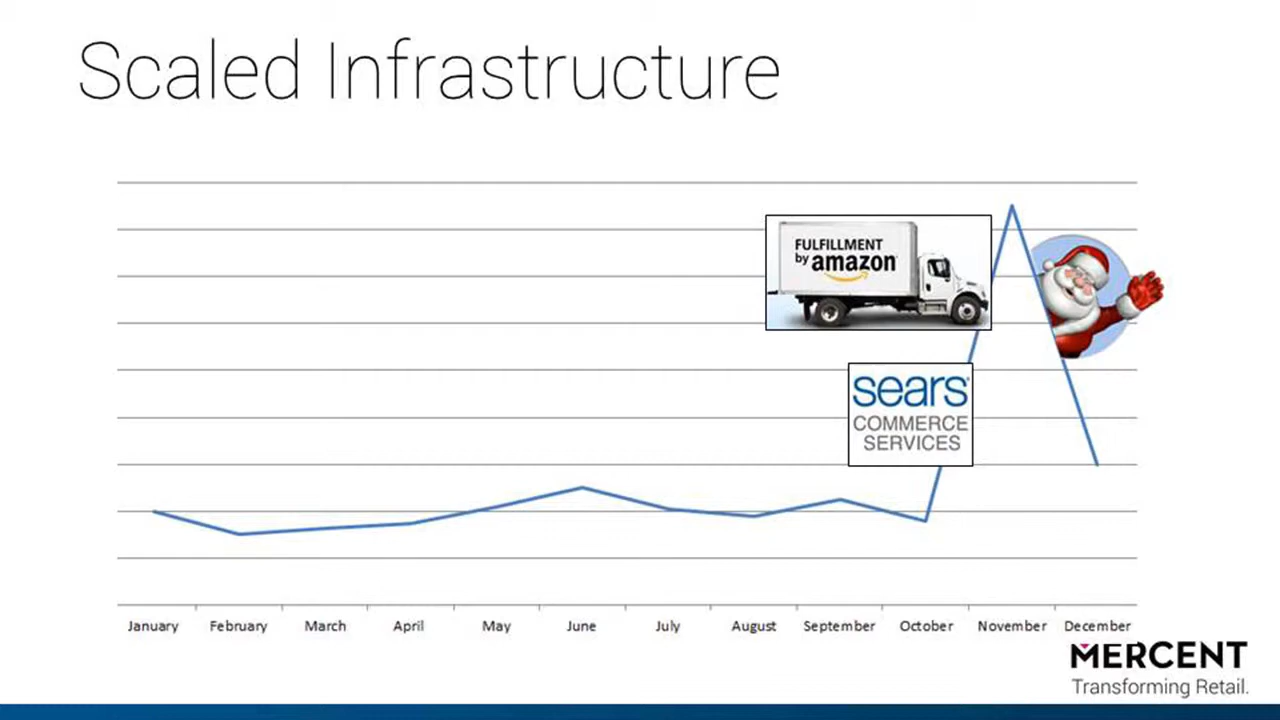 Scaled Infrastructure
FULFILLMENT
by amazon
sears
COMMERCE
SERVICES
January February March April May June July August September October November December
MERCENT
Transforming Retail.